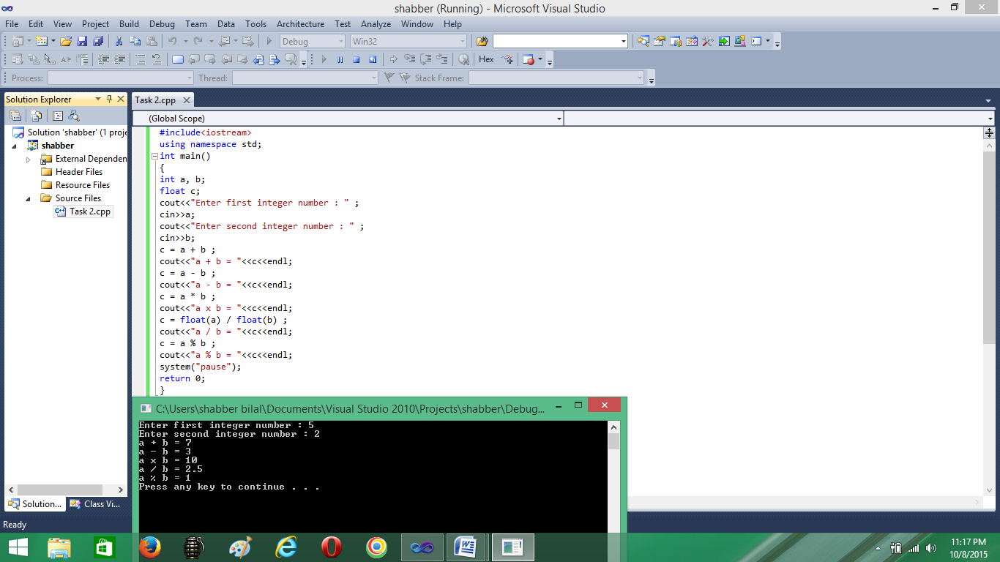 shabber (Running) - Microsoft Visual Studio
File Edit View Project Build Debug Team Data Tools Architecture Test Analyze Window Help
Debug Win32
Hex
Process: Thread: Stack Frame:
Solution Explorer
Task 2.cpp
(Global Scope)
Solution 'shabber' (1 proje
shabber
External Dependen
Header Files
Resource Files
Source Files
Task 2.cpp
#include<iostream>
using namespace std;
int main()
{
int a, b;
float c;
cout<<"Enter first integer number : " ;
cin>>a;
cout<<"Enter second integer number : " ;
cin>>b;
c = a + b ;
cout<<"a + b = "<<c<<endl;
c = a - b ;
cout<<"a - b = "<<c<<endl;
c = a * b ;
cout<<"a x b = "<<c<<endl;
c = float(a) / float(b) ;
cout<<"a / b = "<<c<<endl;
c = a % b ;
cout<<"a % b = "<<c<<endl;
system("pause");
return 0;
}
C:\Users\shabber bilal\Documents\Visual Studio 2010\Projects\shabber\Debug...
Enter first integer number : 5
Enter second integer number : 2
a + b = 7
a - b = 3
a x b = 10
a / b = 2.5
a % b = 1
Press any key to continue . . .
Solution... Class Vi...
Ready
11:17 PM
10/8/2015